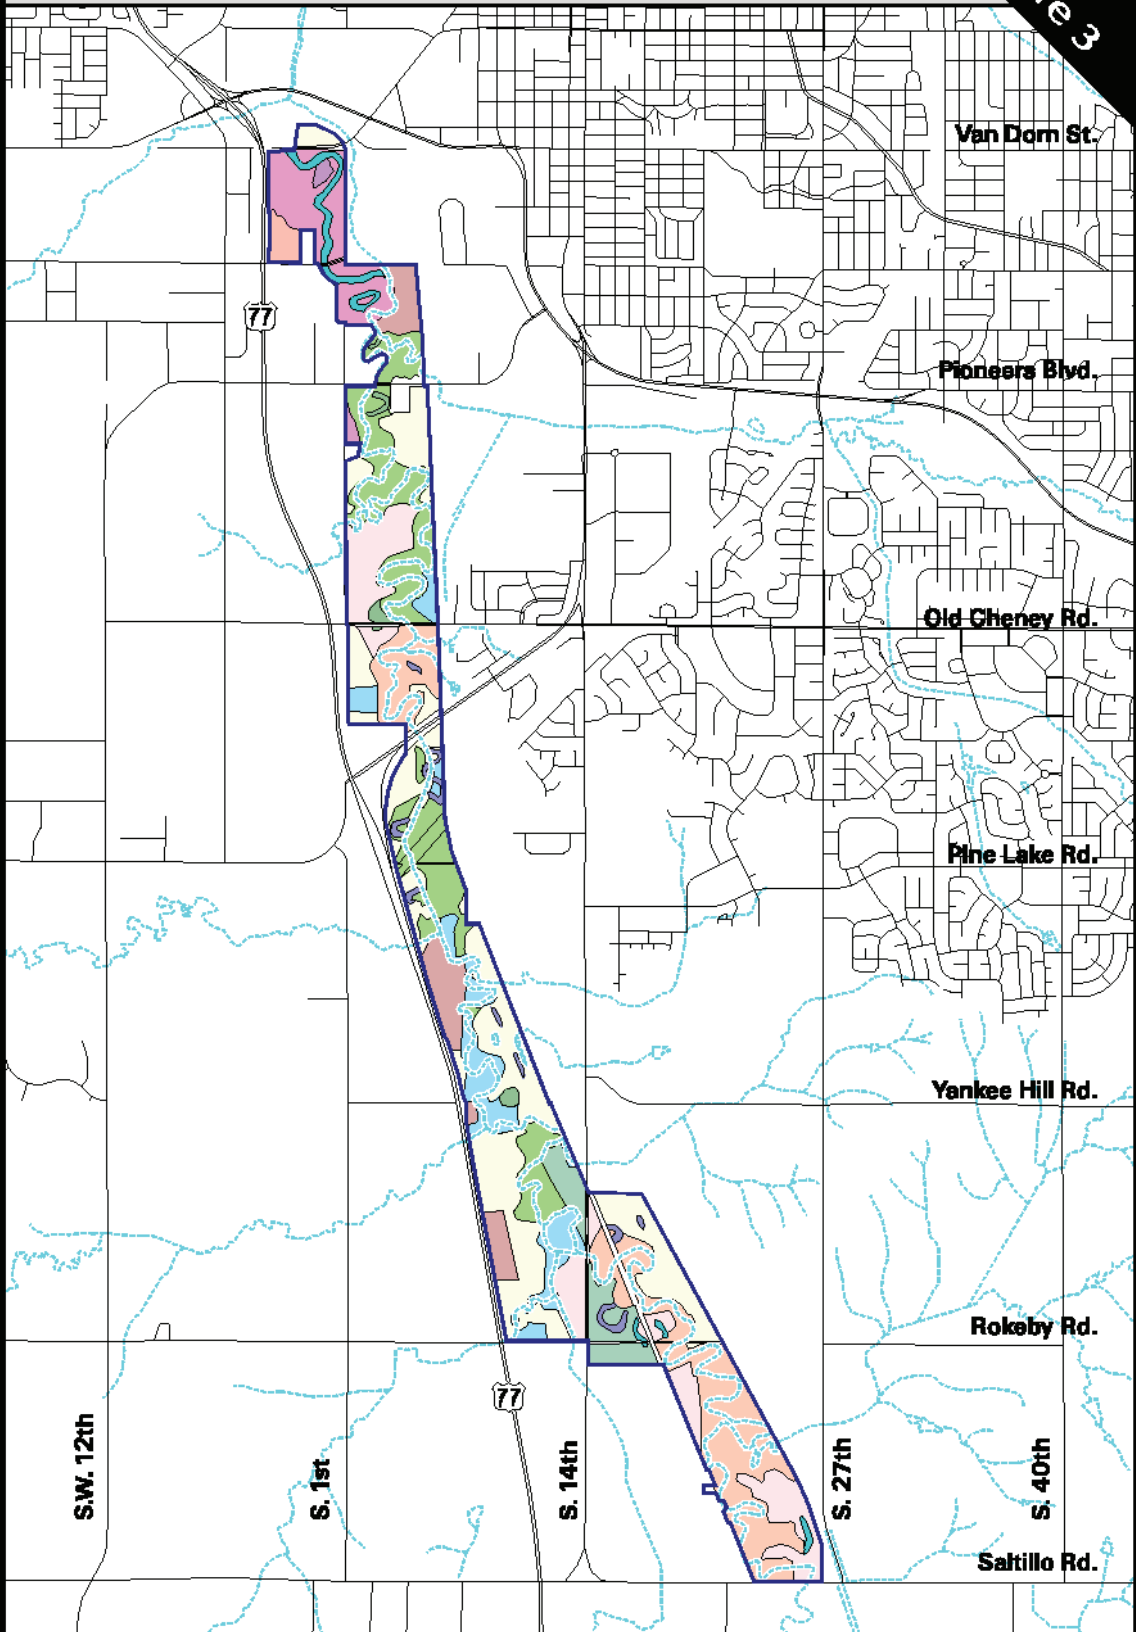 e 3
Van Dorn St.
77
Pioneers Blvd.
Old Cheney Rd.
Pine Lake Rd.
Yankee Hill Rd.
Rokeby Rd.
77
S.W. 12th
S. 1st
S. 14th
S. 27th
S. 40th
Saltillo Rd.